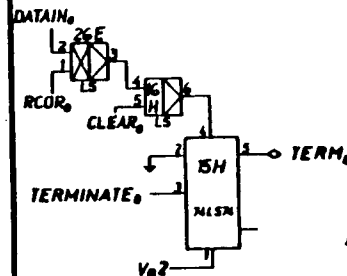 DATAIN₀
26E
2
3
1
LS
RCOR₀
4
16
H
6
CLEAR₀
5
LS
4
2
5
TERM₀
15H
TERMINATE₀
3
74LS74
1
V₀2